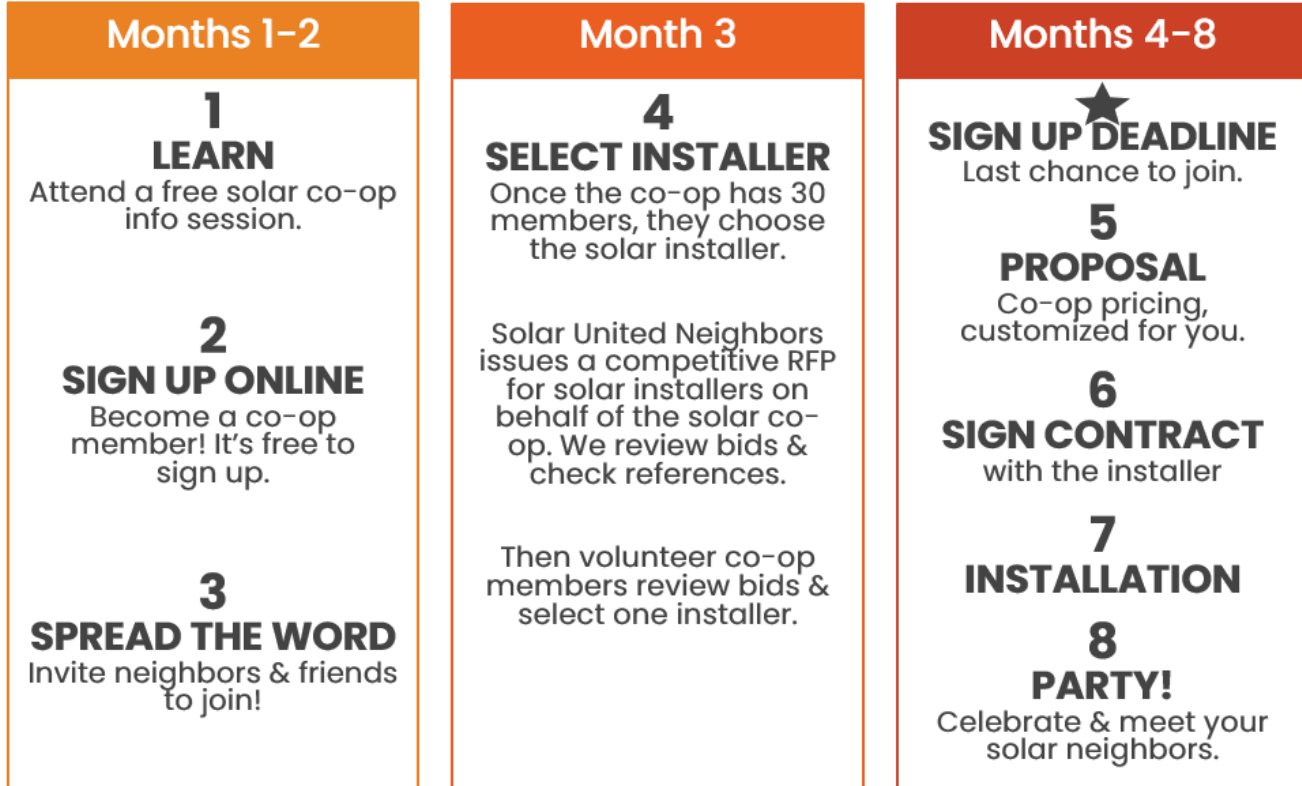 Months 1-2
1
LEARN
Attend a free solar co-op
info session.
2
SIGN UP ONLINE
Become a co-op
member! It's free to
sign up.
3
SPREAD THE WORD
Invite neighbors & friends
to join!
Month 3
4
SELECT INSTALLER
Once the co-op has 30
members, they choose
the solar installer.
Solar United Neighbors
issues a competitive RFP
for solar installers on
behalf of the solar co-
op. We review bids &
check references.
Then volunteer co-op
members review bids &
select one installer.
Months 4-8
SIGN UP DEADLINE
Last chance to join.
5
PROPOSAL
Co-op pricing,
customized for you.
6
SIGN CONTRACT
with the installer
7
INSTALLATION
8
PARTY!
Celebrate & meet your
solar neighbors.